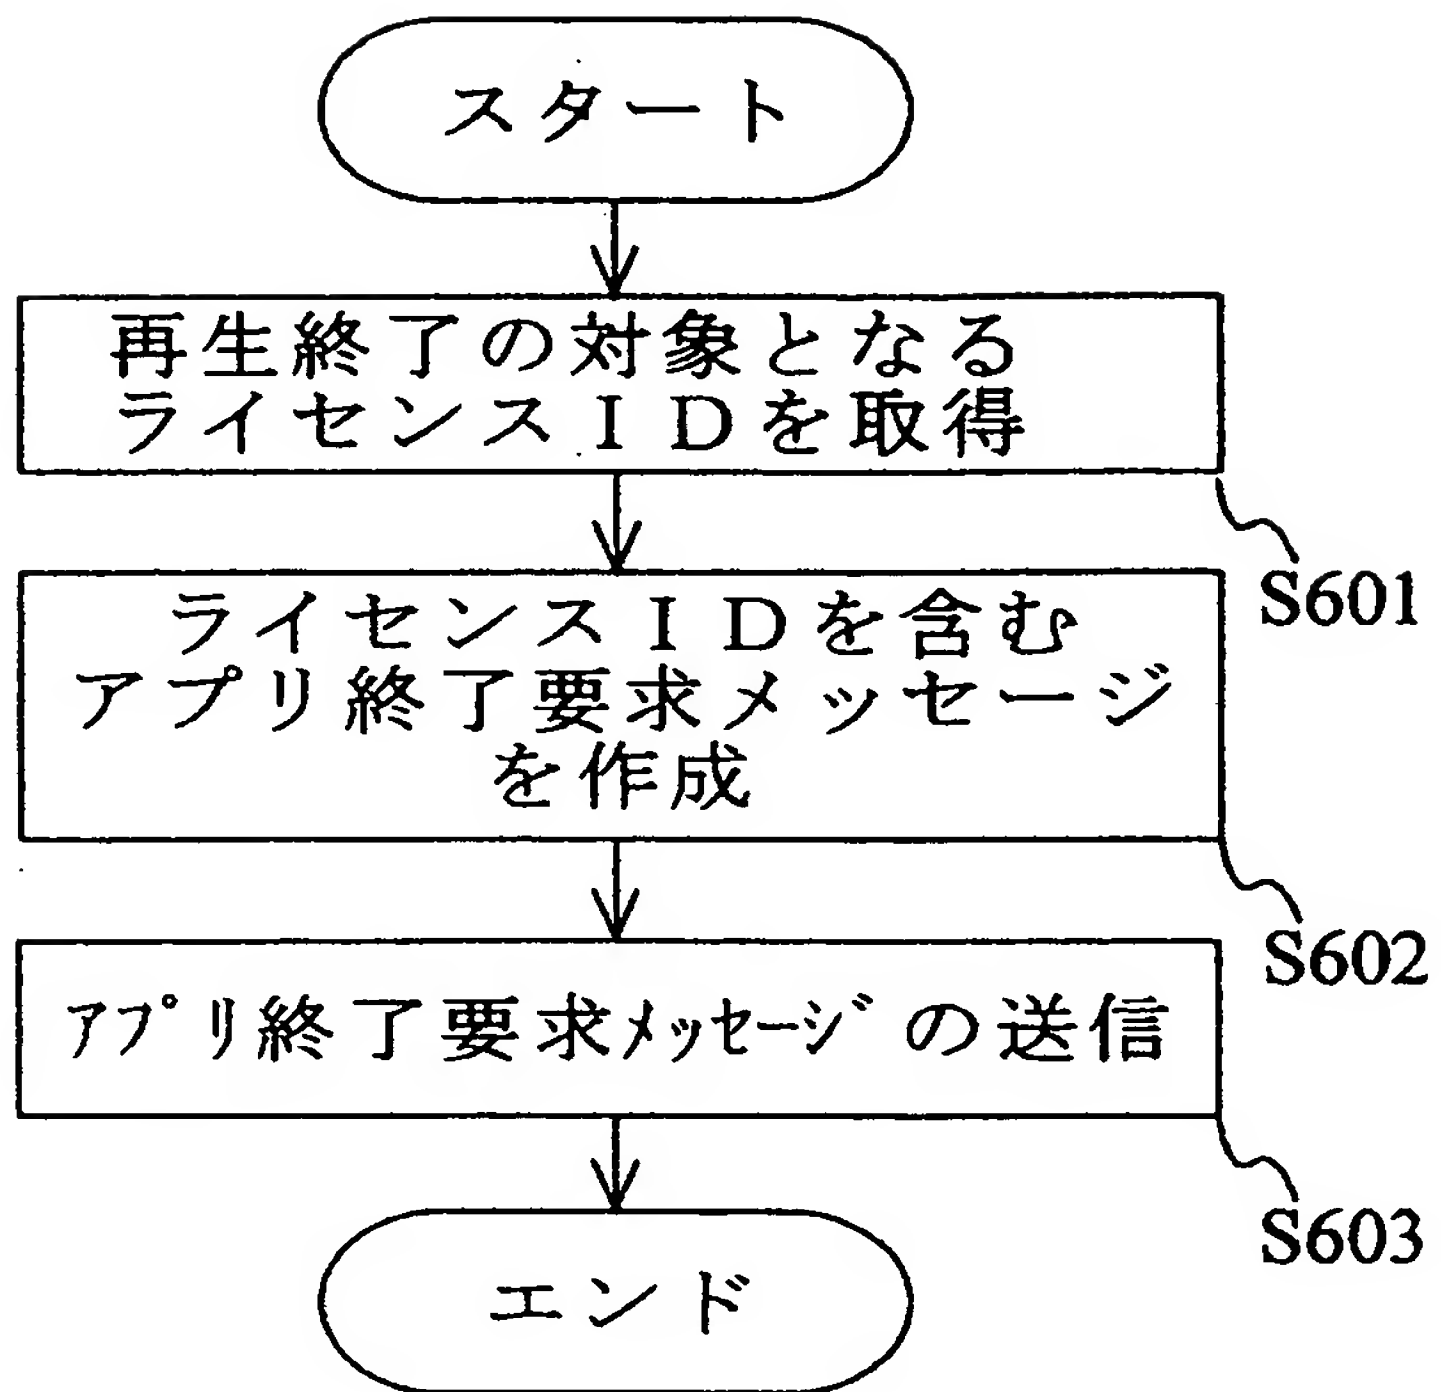 スタート
再生終了の対象となる
ライセンスＩＤを取得
S601
ライセンスＩＤを含む
アプリ終了要求メッセージ
を作成
S602
ｱﾌﾟﾘ終了要求ﾒｯｾｰｼﾞの送信
S603
エンド